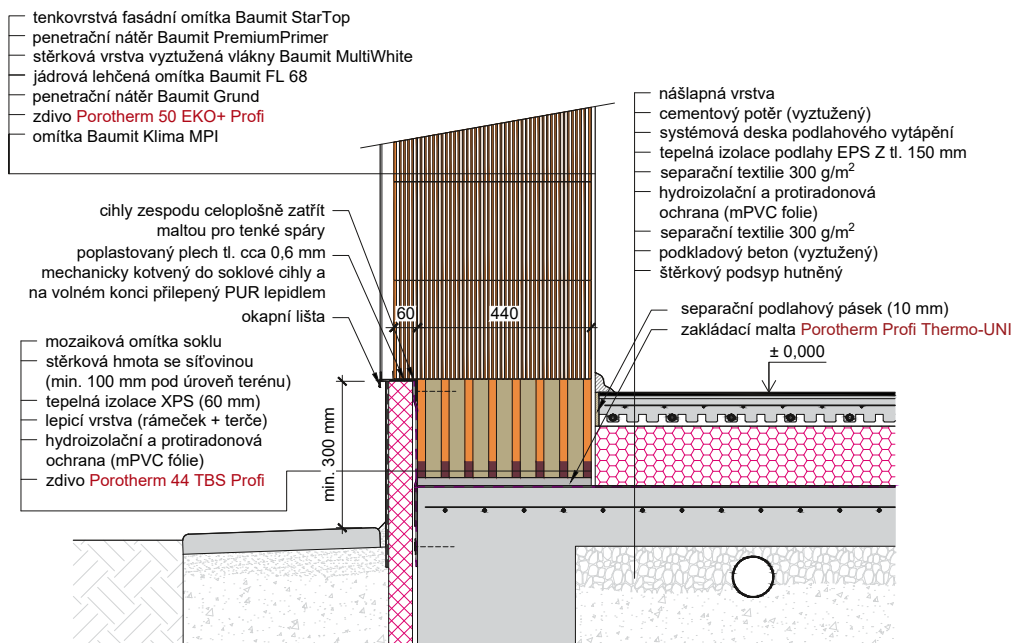 tenkovrstvá fasádní omítka Baumit StarTop
penetrační nátěr Baumit PremiumPrimer
stěrková vrstva vyztužená vlákny Baumit MultiWhite
jádrová lehčená omítka Baumit FL 68
penetrační nátěr Baumit Grund
zdivo Porotherm 50 EKO+ Profi
omítka Baumit Klima MPI
nášlapná vrstva
cementový potěr (vyztužený)
systémová deska podlahového vytápění
tepelná izolace podlahy EPS Z tl. 150 mm
separační textilie 300 g/m²
hydroizolační a protiradonová
ochrana (mPVC folie)
separační textilie 300 g/m²
podkladový beton (vyztužený)
štěrkový podsyp hutněný
cihly zespodu celoplošně zatřít
maltou pro tenké spáry
poplastovaný plech tl. cca 0,6 mm
mechanicky kotvený do soklové cihly a
na volném konci přilepený PUR lepidlem
okapní lišta
60
440
separační podlahový pásek (10 mm)
zakládací malta Porotherm Profi Thermo-UNI
± 0,000
mozaiková omítka soklu
stěrková hmota se síťovinou
(min. 100 mm pod úroveň terénu)
tepelná izolace XPS (60 mm)
lepicí vrstva (rámeček + terče)
hydroizolační a protiradonová
ochrana (mPVC fólie)
zdivo Porotherm 44 TBS Profi
min. 300 mm